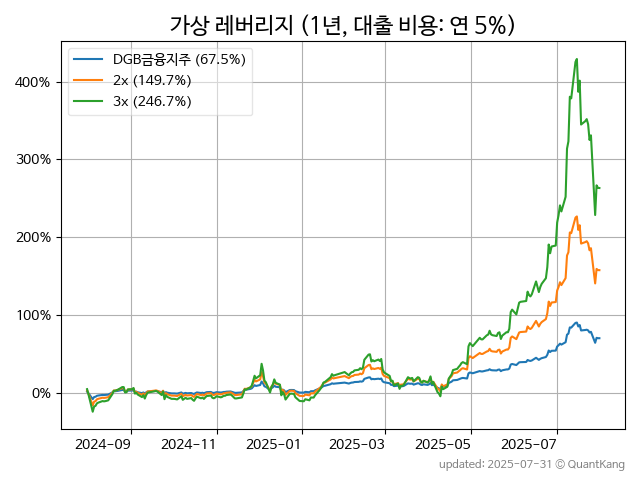 가상 레버리지 (1년, 대출 비용: 연 5%)
DGB금융지주 (67.5%)
2x (149.7%)
3x (246.7%)
400%
300%
200%
100%
0%
2024-09
2024-11
2025-01
2025-03
2025-05
2025-07
updated: 2025-07-31 © QuantKang